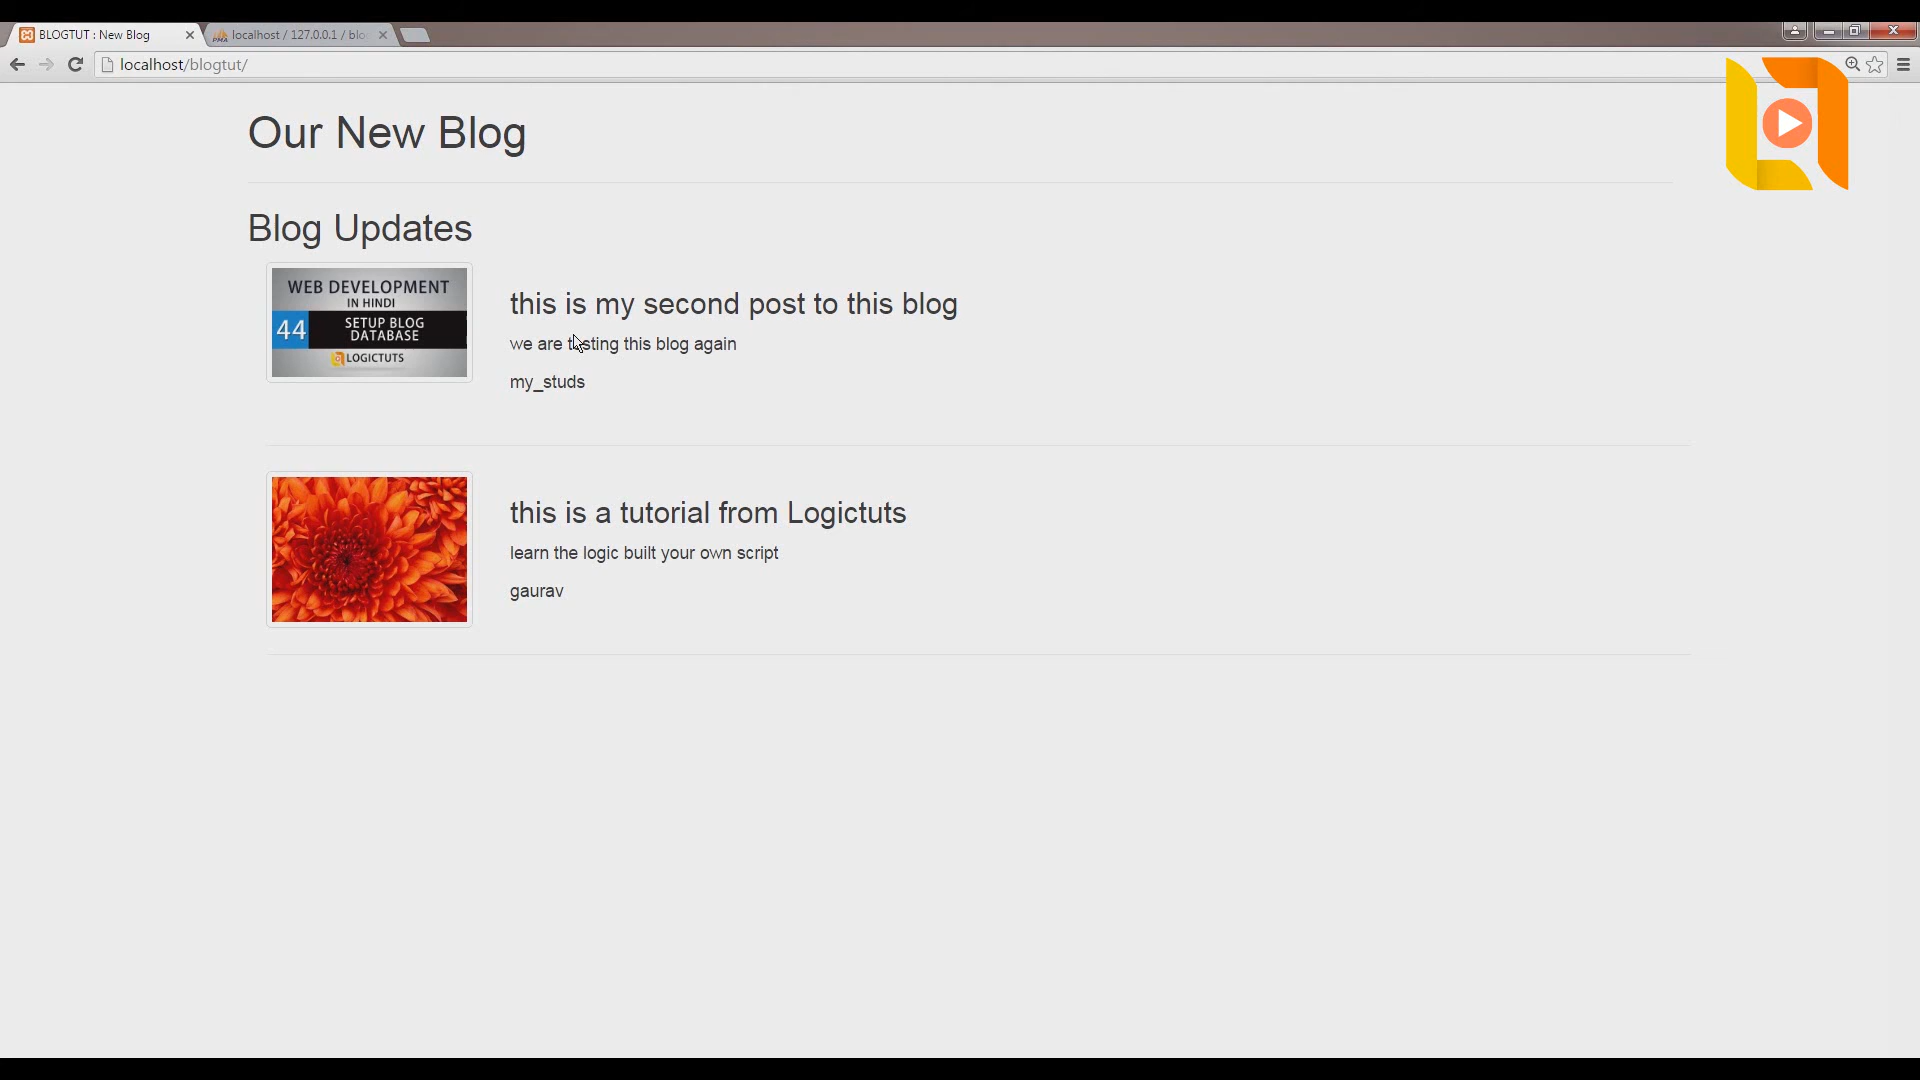 BLOGTUT : New Blog
localhost / 127.0.0.1 / blo
localhost/blogtut/
Our New Blog
Blog Updates
WEB DEVELOPMENT
IN HINDI
44
SETUP BLOG
DATABASE
LOGICTUTS
this is my second post to this blog
we are testing this blog again
my_studs
this is a tutorial from Logictuts
learn the logic built your own script
gaurav